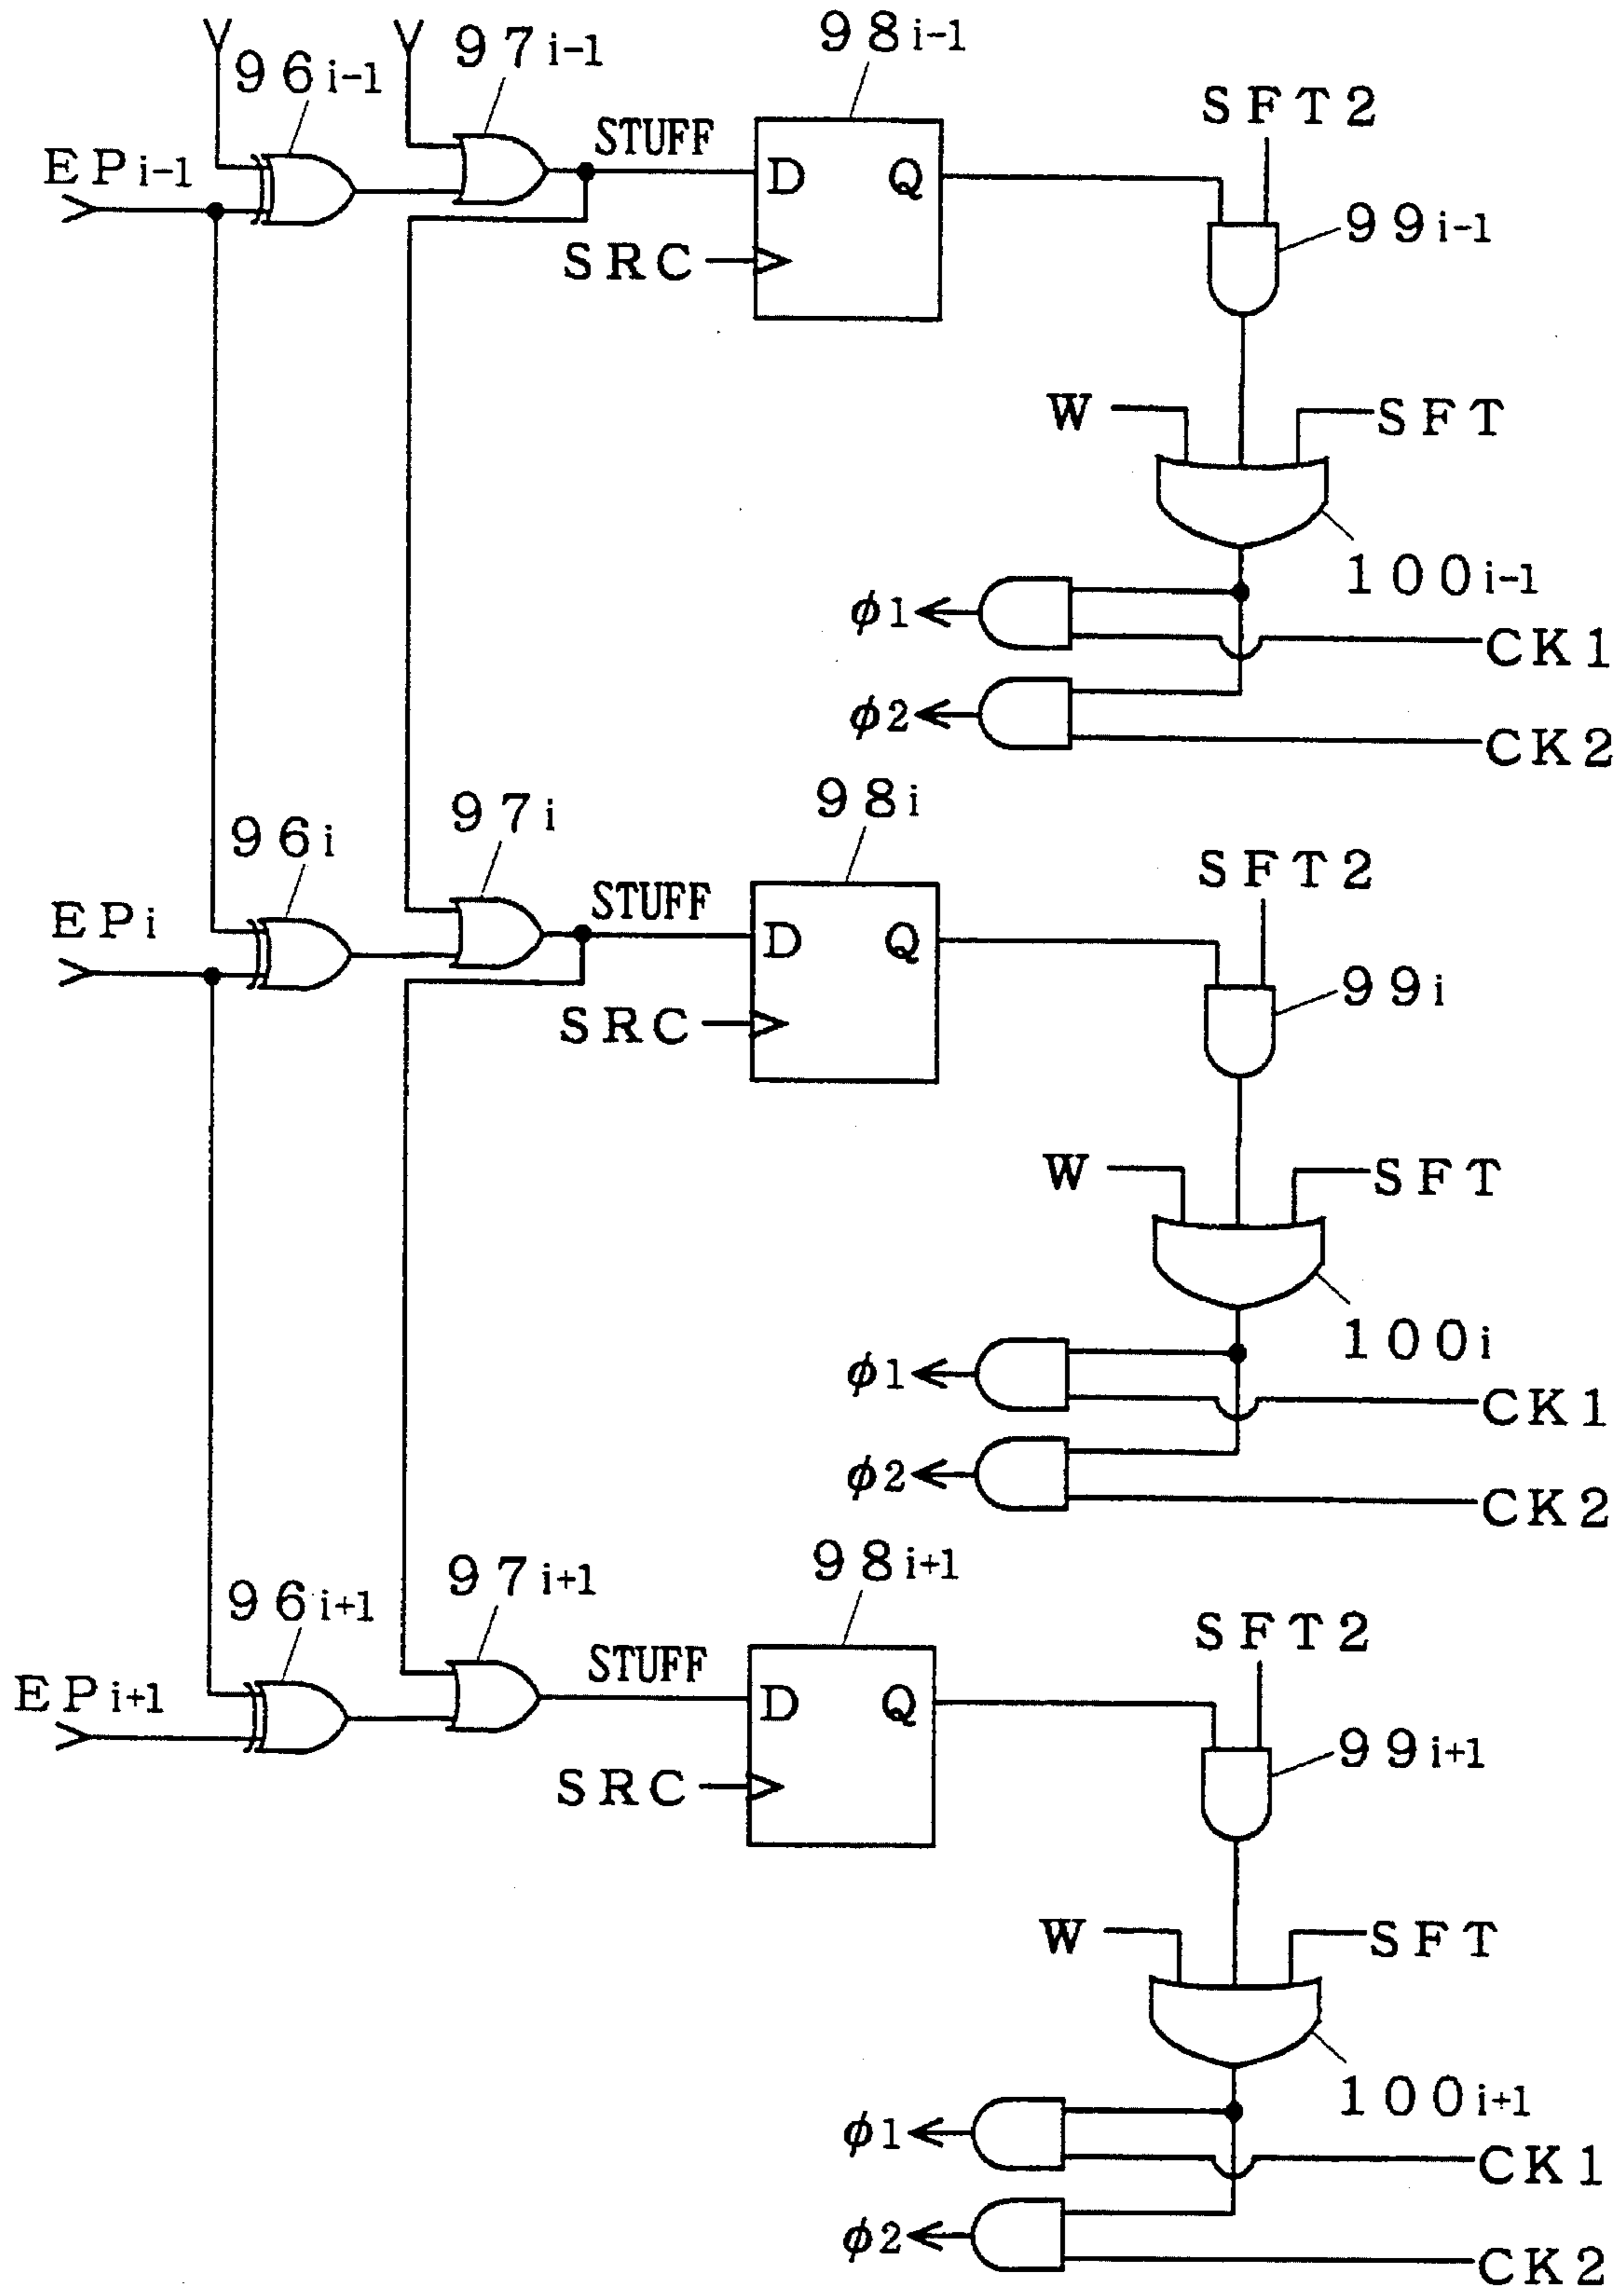 96i-1
97i-1
98i-1
SFT2
EPi-1
STUFF
D
Q
SRC
99i-1
W
SFT
100i-1
ϕ1
CK1
ϕ2
CK2
96i
97i
98i
SFT2
EPi
STUFF
D
Q
SRC
99i
W
SFT
100i
ϕ1
CK1
ϕ2
CK2
96i+1
97i+1
98i+1
SFT2
EPi+1
STUFF
D
Q
SRC
99i+1
W
SFT
100i+1
ϕ1
CK1
ϕ2
CK2